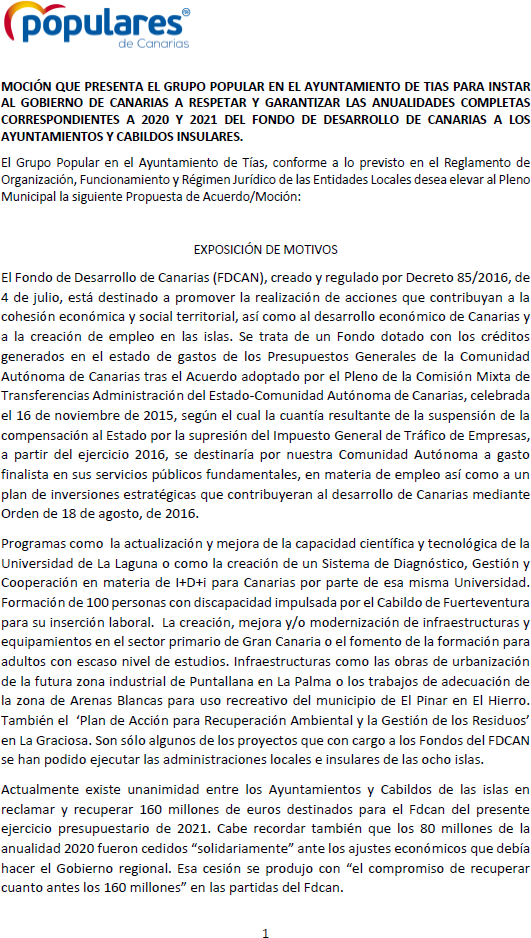 populares®
de Canarias
MOCIÓN QUE PRESENTA EL GRUPO POPULAR EN EL AYUNTAMIENTO DE TIAS PARA INSTAR
AL GOBIERNO DE CANARIAS A RESPETAR Y GARANTIZAR LAS ANUALIDADES COMPLETAS
CORRESPONDIENTES A 2020 Y 2021 DEL FONDO DE DESARROLLO DE CANARIAS A LOS
AYUNTAMIENTOS Y CABILDOS INSULARES.
El Grupo Popular en el Ayuntamiento de Tías, conforme a lo previsto en el Reglamento de
Organización, Funcionamiento y Régimen Jurídico de las Entidades Locales desea elevar al Pleno
Municipal la siguiente Propuesta de Acuerdo/Moción:
EXPOSICIÓN DE MOTIVOS
El Fondo de Desarrollo de Canarias (FDCAN), creado y regulado por Decreto 85/2016, de
4 de julio, está destinado a promover la realización de acciones que contribuyan a la
cohesión económica y social territorial, así como al desarrollo económico de Canarias y
a la creación de empleo en las islas. Se trata de un Fondo dotado con los créditos
generados en el estado de gastos de los Presupuestos Generales de la Comunidad
Autónoma de Canarias tras el Acuerdo adoptado por el Pleno de la Comisión Mixta de
Transferencias Administración del Estado-Comunidad Autónoma de Canarias, celebrada
el 16 de noviembre de 2015, según el cual la cuantía resultante de la suspensión de la
compensación al Estado por la supresión del Impuesto General de Tráfico de Empresas,
a partir del ejercicio 2016, se destinaría por nuestra Comunidad Autónoma a gasto
finalista en sus servicios públicos fundamentales, en materia de empleo así como a un
plan de inversiones estratégicas que contribuyeran al desarrollo de Canarias mediante
Orden de 18 de agosto, de 2016.
Programas como la actualización y mejora de la capacidad científica y tecnológica de la
Universidad de La Laguna o como la creación de un Sistema de Diagnóstico, Gestión y
Cooperación en materia de I+D+i para Canarias por parte de esa misma Universidad.
Formación de 100 personas con discapacidad impulsada por el Cabildo de Fuerteventura
para su inserción laboral. La creación, mejora y/o modernización de infraestructuras y
equipamientos en el sector primario de Gran Canaria o el fomento de la formación para
adultos con escaso nivel de estudios. Infraestructuras como las obras de urbanización
de la futura zona industrial de Puntallana en La Palma o los trabajos de adecuación de
la zona de Arenas Blancas para uso recreativo del municipio de El Pinar en El Hierro.
También el ‘Plan de Acción para Recuperación Ambiental y la Gestión de los Residuos’
en La Graciosa. Son sólo algunos de los proyectos que con cargo a los Fondos del FDCAN
se han podido ejecutar las administraciones locales e insulares de las ocho islas.
Actualmente existe unanimidad entre los Ayuntamientos y Cabildos de las islas en
reclamar y recuperar 160 millones de euros destinados para el Fdcan del presente
ejercicio presupuestario de 2021. Cabe recordar también que los 80 millones de la
anualidad 2020 fueron cedidos “solidariamente” ante los ajustes económicos que debía
hacer el Gobierno regional. Esa cesión se produjo con “el compromiso de recuperar
cuanto antes los 160 millones” en las partidas del Fdcan.
1